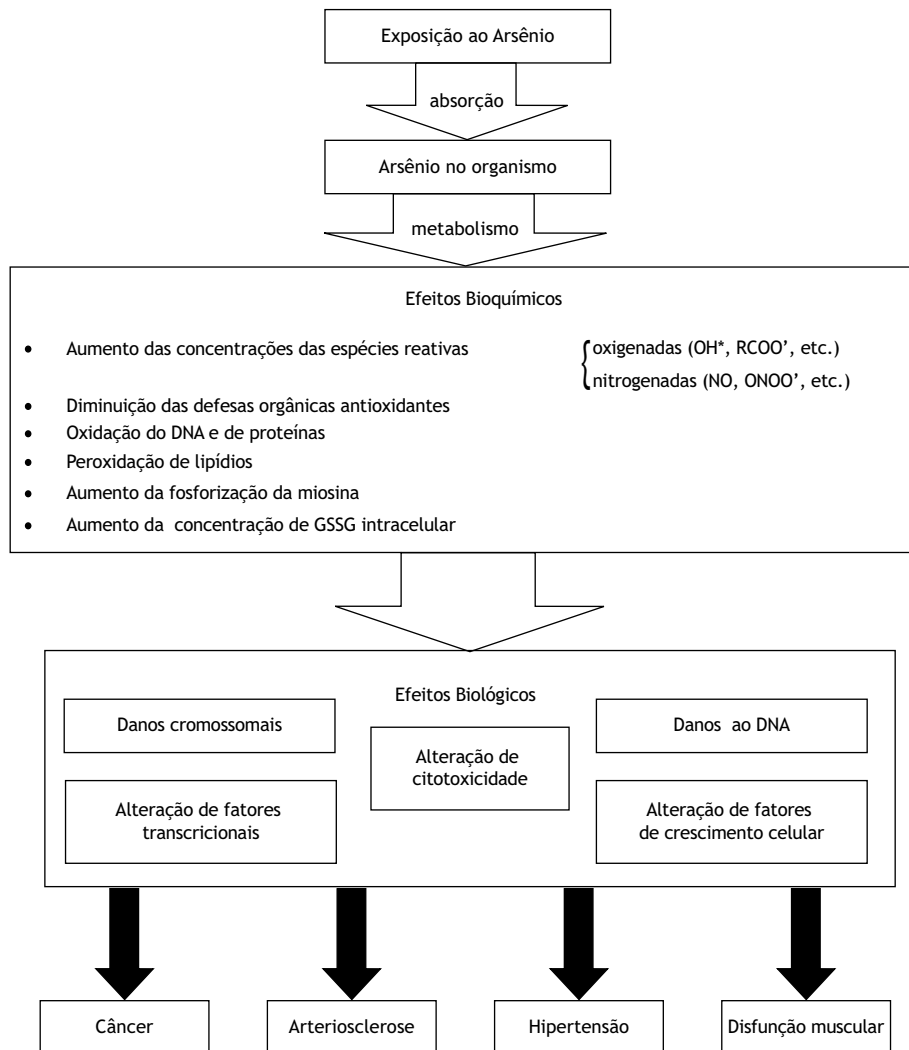 Exposição ao Arsênio
absorção
Arsênio no organismo
metabolismo
Efeitos Bioquímicos
• Aumento das concentrações das espécies reativas
oxigenadas (OH*, RCOO’, etc.)
nitrogenadas (NO, ONOO’, etc.)
• Diminuição das defesas orgânicas antioxidantes
• Oxidação do DNA e de proteínas
• Peroxidação de lipídios
• Aumento da fosforização da miosina
• Aumento da concentração de GSSG intracelular
Efeitos Biológicos
Danos cromossomais
Alteração de
citotoxicidade
Danos ao DNA
Alteração de fatores
transcricionais
Alteração de fatores
de crescimento celular
Câncer
Arteriosclerose
Hipertensão
Disfunção muscular